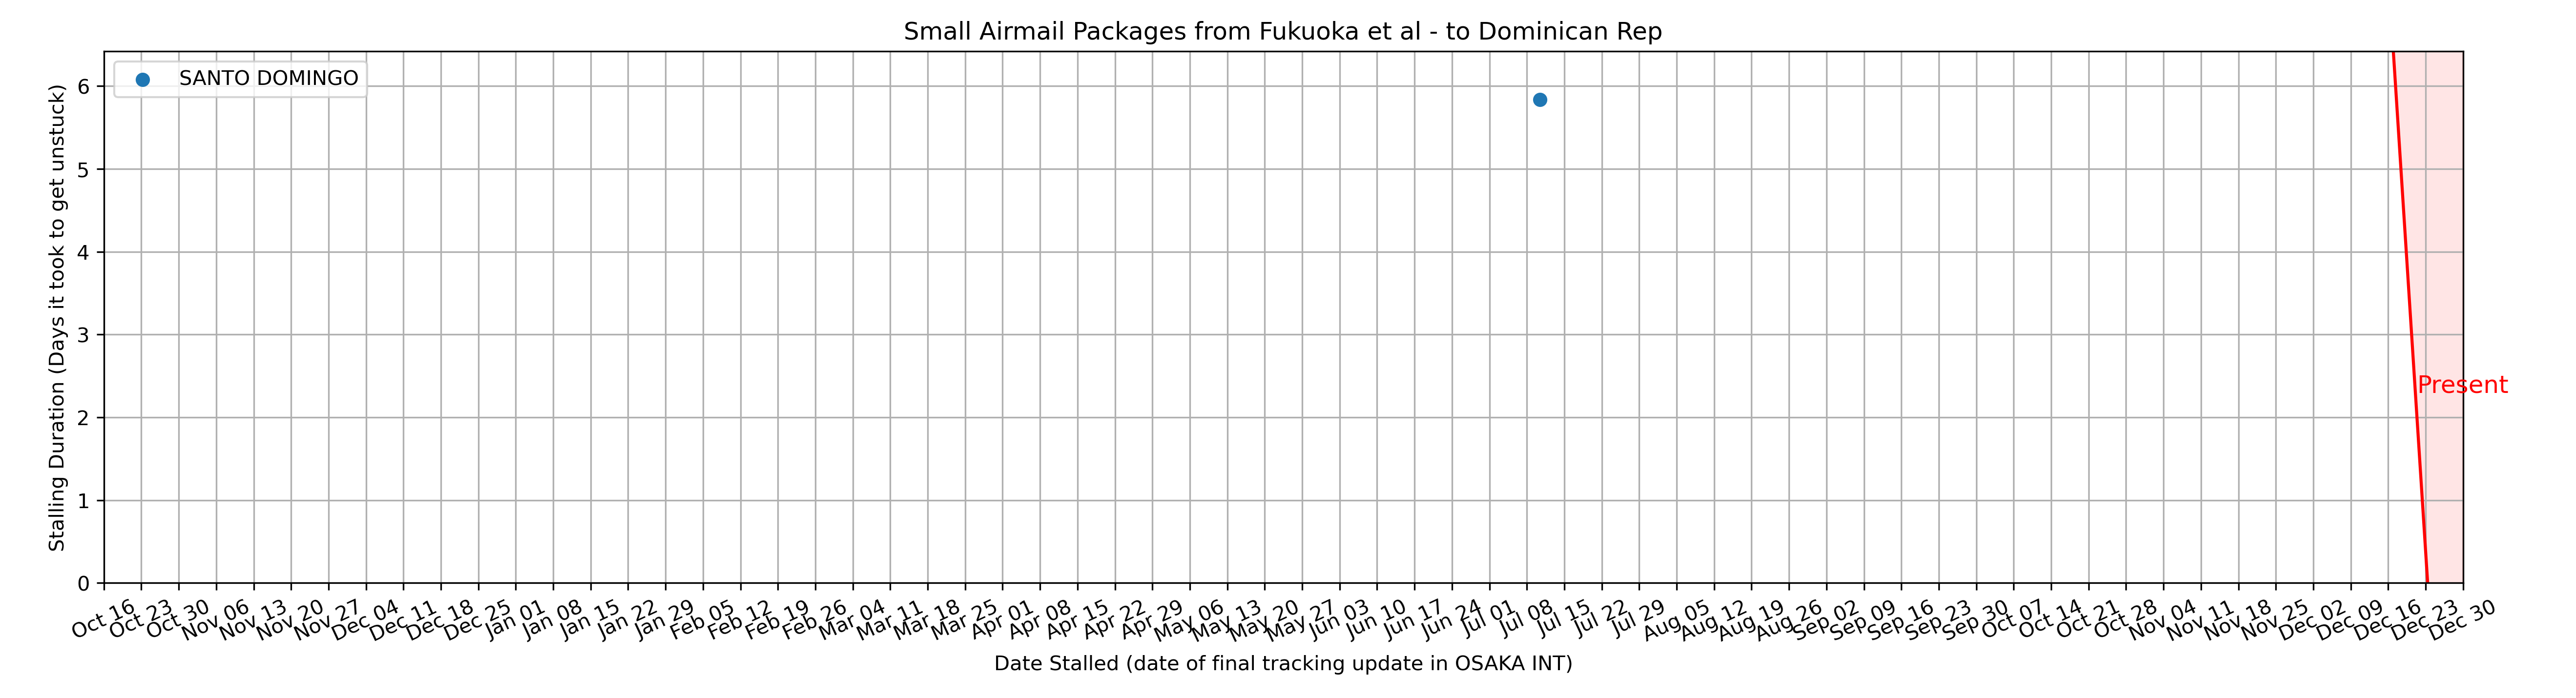 Small Airmail Packages from Fukuoka et al - to Dominican Rep
SANTO DOMINGO
Stalling Duration (Days it took to get unstuck)
6
5
4
3
2
1
0
Present
Oct 16 Oct 23 Oct 30 Nov 06 Nov 13 Nov 20 Nov 27 Dec 04 Dec 11 Dec 18 Dec 25 Jan 01 Jan 08 Jan 15 Jan 22 Jan 29 Feb 05 Feb 12 Feb 19 Feb 26 Mar 04 Mar 11 Mar 18 Mar 25 Apr 01 Apr 08 Apr 15 Apr 22 Apr 29 May 06 May 13 May 20 May 27 Jun 03 Jun 10 Jun 17 Jun 24 Jul 01 Jul 08 Jul 15 Jul 22 Jul 29 Aug 05 Aug 12 Aug 19 Aug 26 Sep 02 Sep 09 Sep 16 Sep 23 Sep 30 Oct 07 Oct 14 Oct 21 Oct 28 Nov 04 Nov 11 Nov 18 Nov 25 Dec 02 Dec 09 Dec 16 Dec 23 Dec 30
Date Stalled (date of final tracking update in OSAKA INT)